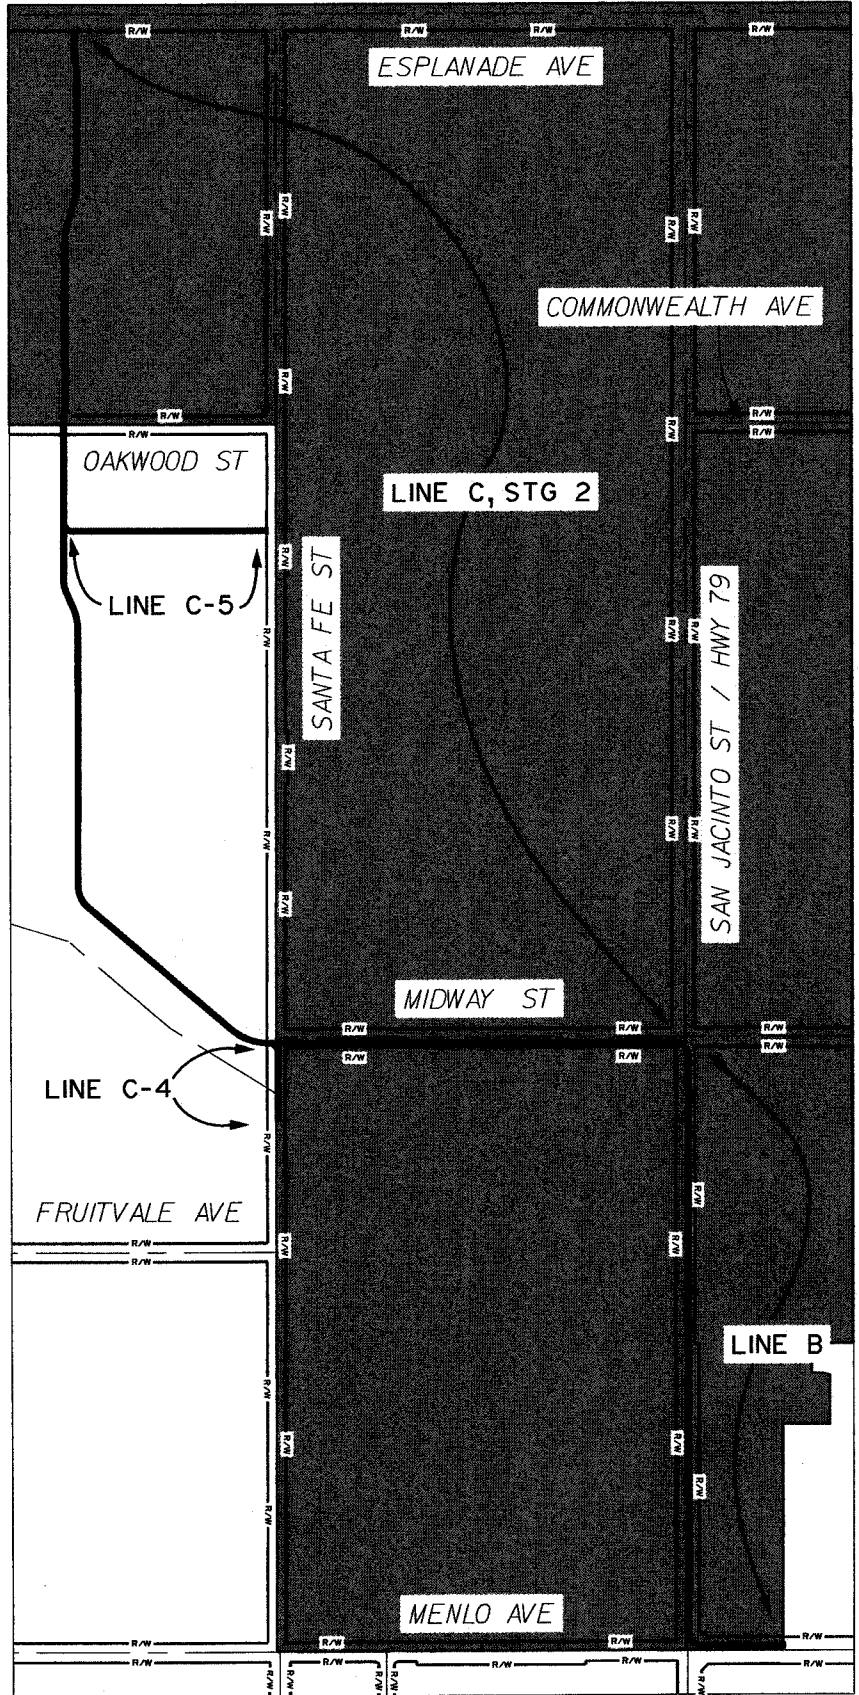 R/W R/W R/W R/W
ESPLANADE AVE
R/W R/W R/W R/W
COMMONWEALTH AVE
R/W
R/W R/W
R/W R/W R/W
OAKWOOD ST
LINE C, STG 2
R/W
SANTA FE ST
SAN JACINTO ST / HWY 79
LINE C-5
R/W R/W R/W
R/W
R/W R/W R/W
R/W
MIDWAY ST
R/W R/W R/W
R/W R/W R/W
LINE C-4
R/W
R/W
FRUITVALE AVE
R/W R/W R/W
R/W
LINE B
R/W
R/W R/W
R/W R/W
MENLO AVE
R/W R/W R/W R/W
R/W R/W
R/W R/W R/W R/W